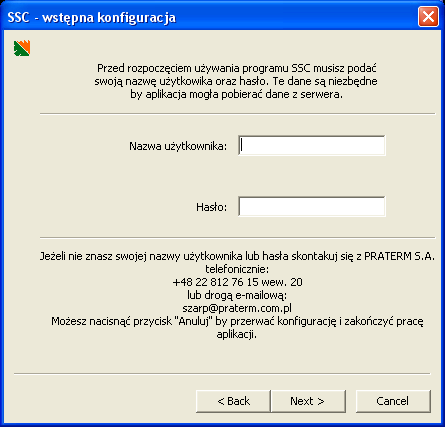 SSC - wstępna konfiguracja
Przed rozpoczęciem używania programu SSC musisz podać
swoją nazwę użytkowika oraz hasło. Te dane są niezbędne
by aplikacja mogła pobierać dane z serwera.
Nazwa użytkownika:
Hasło:
Jeżeli nie znasz swojej nazwy użytkownika lub hasła skontakuj się z PRATERM S.A.
telefonicznie:
+48 22 812 76 15 wew. 20
lub drogą e-mailową:
szarp@praterm.com.pl
Możesz nacisnąć przycisk "Anuluj" by przerwać konfigurację i zakończyć pracę
aplikacji.
< Back Next > Cancel